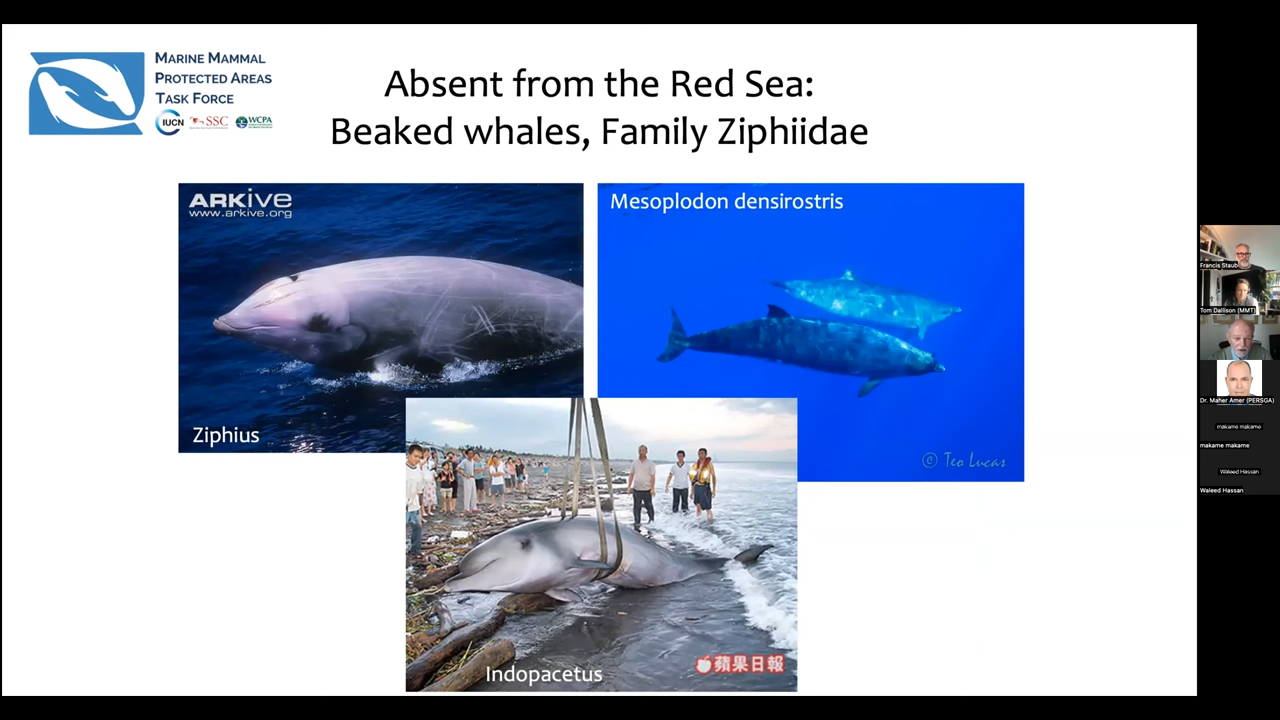 MARINE MAMMAL
PROTECTED AREAS
TASK FORCE
IUCN SSC WCPA
Absent from the Red Sea:
Beaked whales, Family Ziphiidae
ARKive
www.arkive.org
Ziphius
Mesoplodon densirostris
© Teo Lucas
Indopacetus
蘋果日報
Francis Staub
Tom Dallison (MMT)
Dr. Maher Amer (PERSGA)
makame makame
makame makame
Waleed Hassan
Waleed Hassan